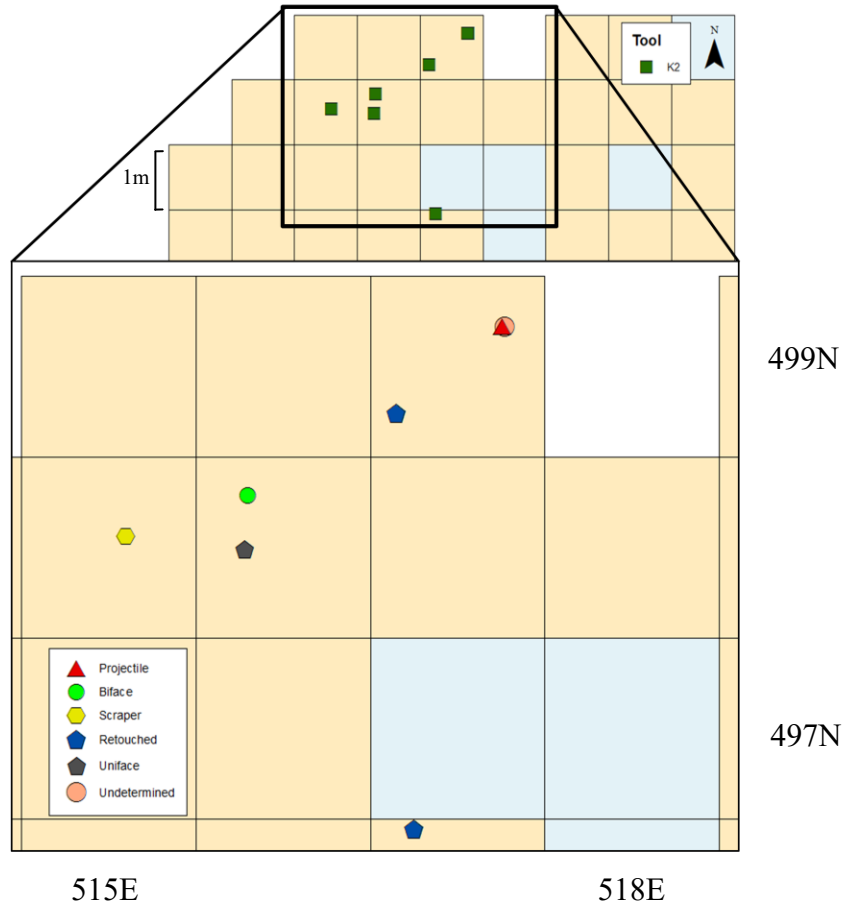 Tool
K2
N
1m
499N
Projectile
Biface
Scraper
Retouched
Uniface
Undetermined
497N
515E
518E